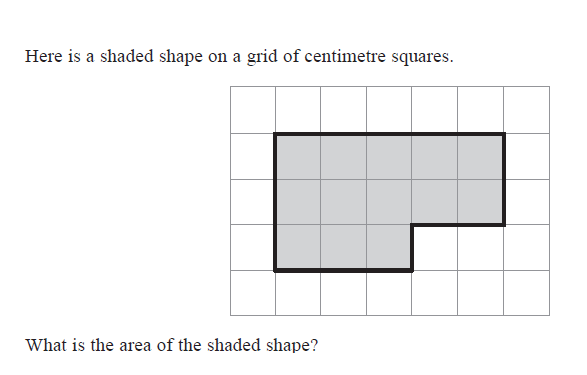 Here is a shaded shape on a grid of centimetre squares.
What is the area of the shaded shape?